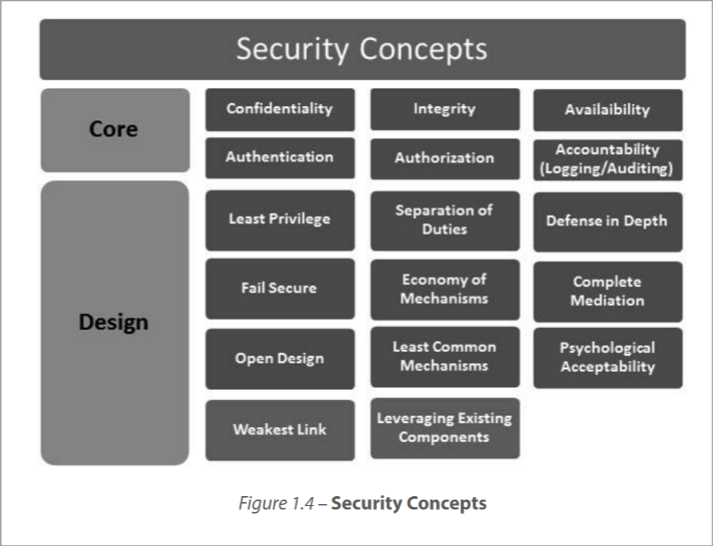 Security Concepts
Core
Confidentiality
Integrity
Availaibility
Authentication
Authorization
Accountability
(Logging/Auditing)
Design
Least Privilege
Separation of
Duties
Defense in Depth
Fail Secure
Economy of
Mechanisms
Complete
Mediation
Open Design
Least Common
Mechanisms
Psychological
Acceptability
Weakest Link
Leveraging Existing
Components
Figure 1.4 – Security Concepts